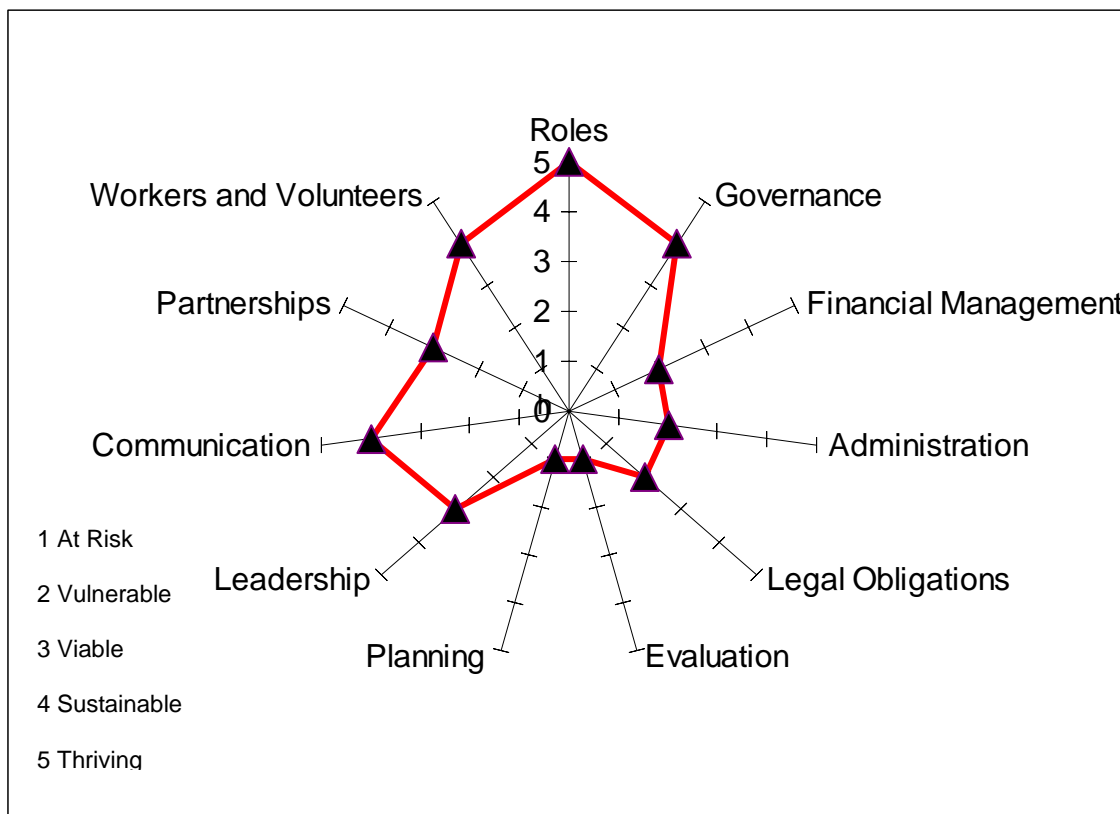 Roles
5
Workers and Volunteers
Governance
4
3
Partnerships
Financial Management
2
1
0
Communication
Administration
1 At Risk
Leadership
Legal Obligations
2 Vulnerable
3 Viable
Planning
Evaluation
4 Sustainable
5 Thriving